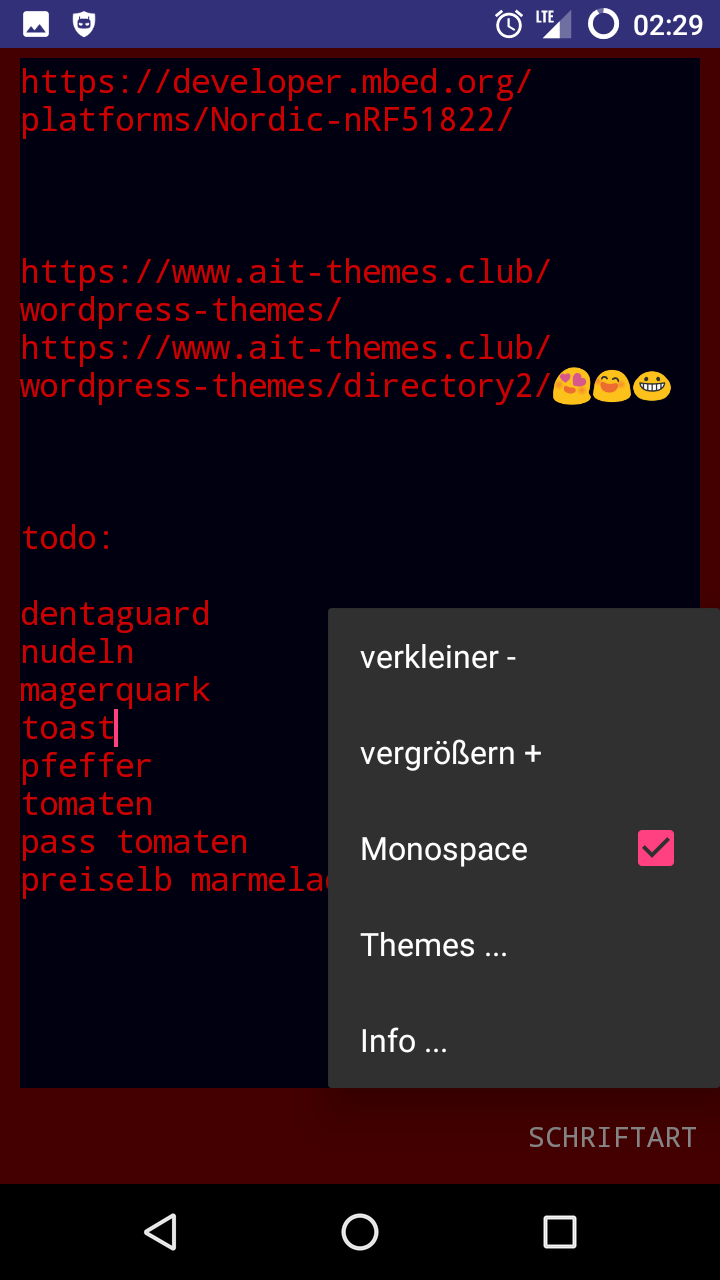 LTE 02:29
https://developer.mbed.org/
platforms/Nordic-nRF51822/
https://www.ait-themes.club/
wordpress-themes/
https://www.ait-themes.club/
wordpress-themes/directory2/😍😄😀
todo:
dentaguard
nudeln
magerquark
toast
pfeffer
tomaten
pass tomaten
preiselb
verkleiner -
vergrößern +
Monospace
Themes ...
Info ...
SCHRIFTART